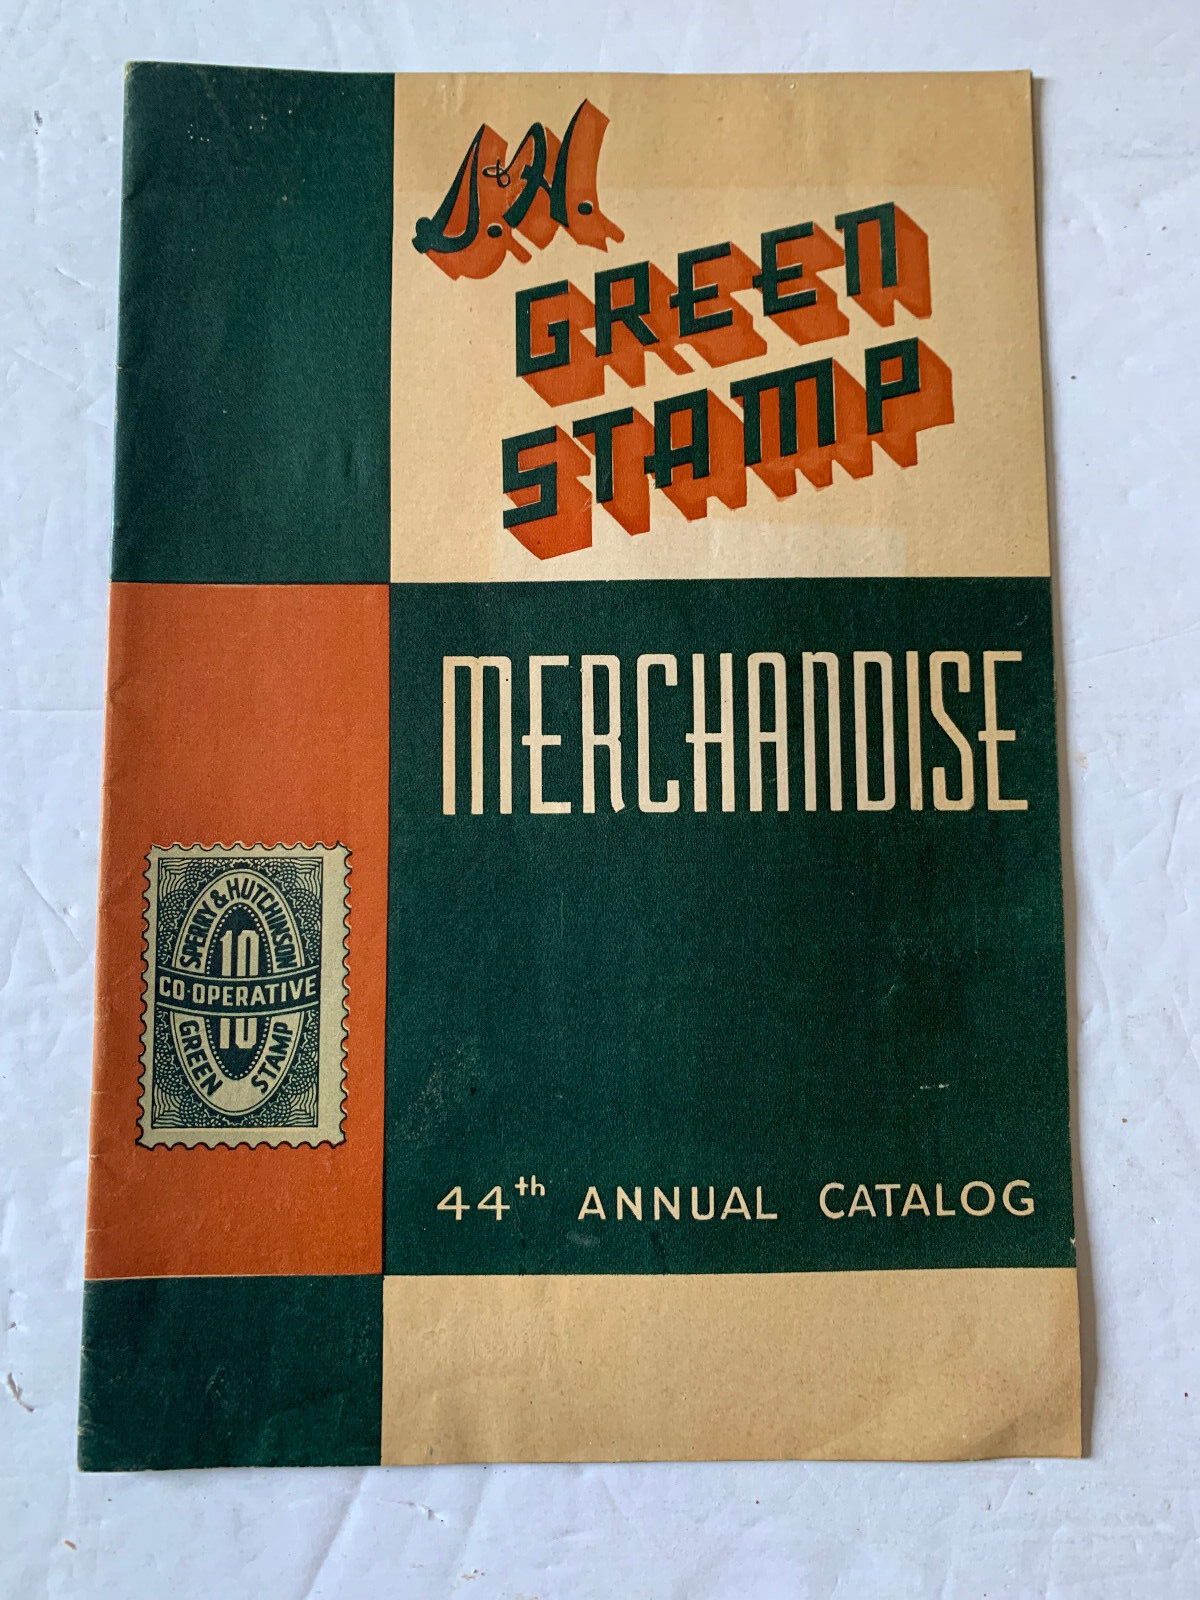 S.&H.
GREEN
STAMP
MERCHANDISE
SPERRY & HUTCHINSON
10
CO-OPERATIVE
10
GREEN STAMP
44th ANNUAL CATALOG